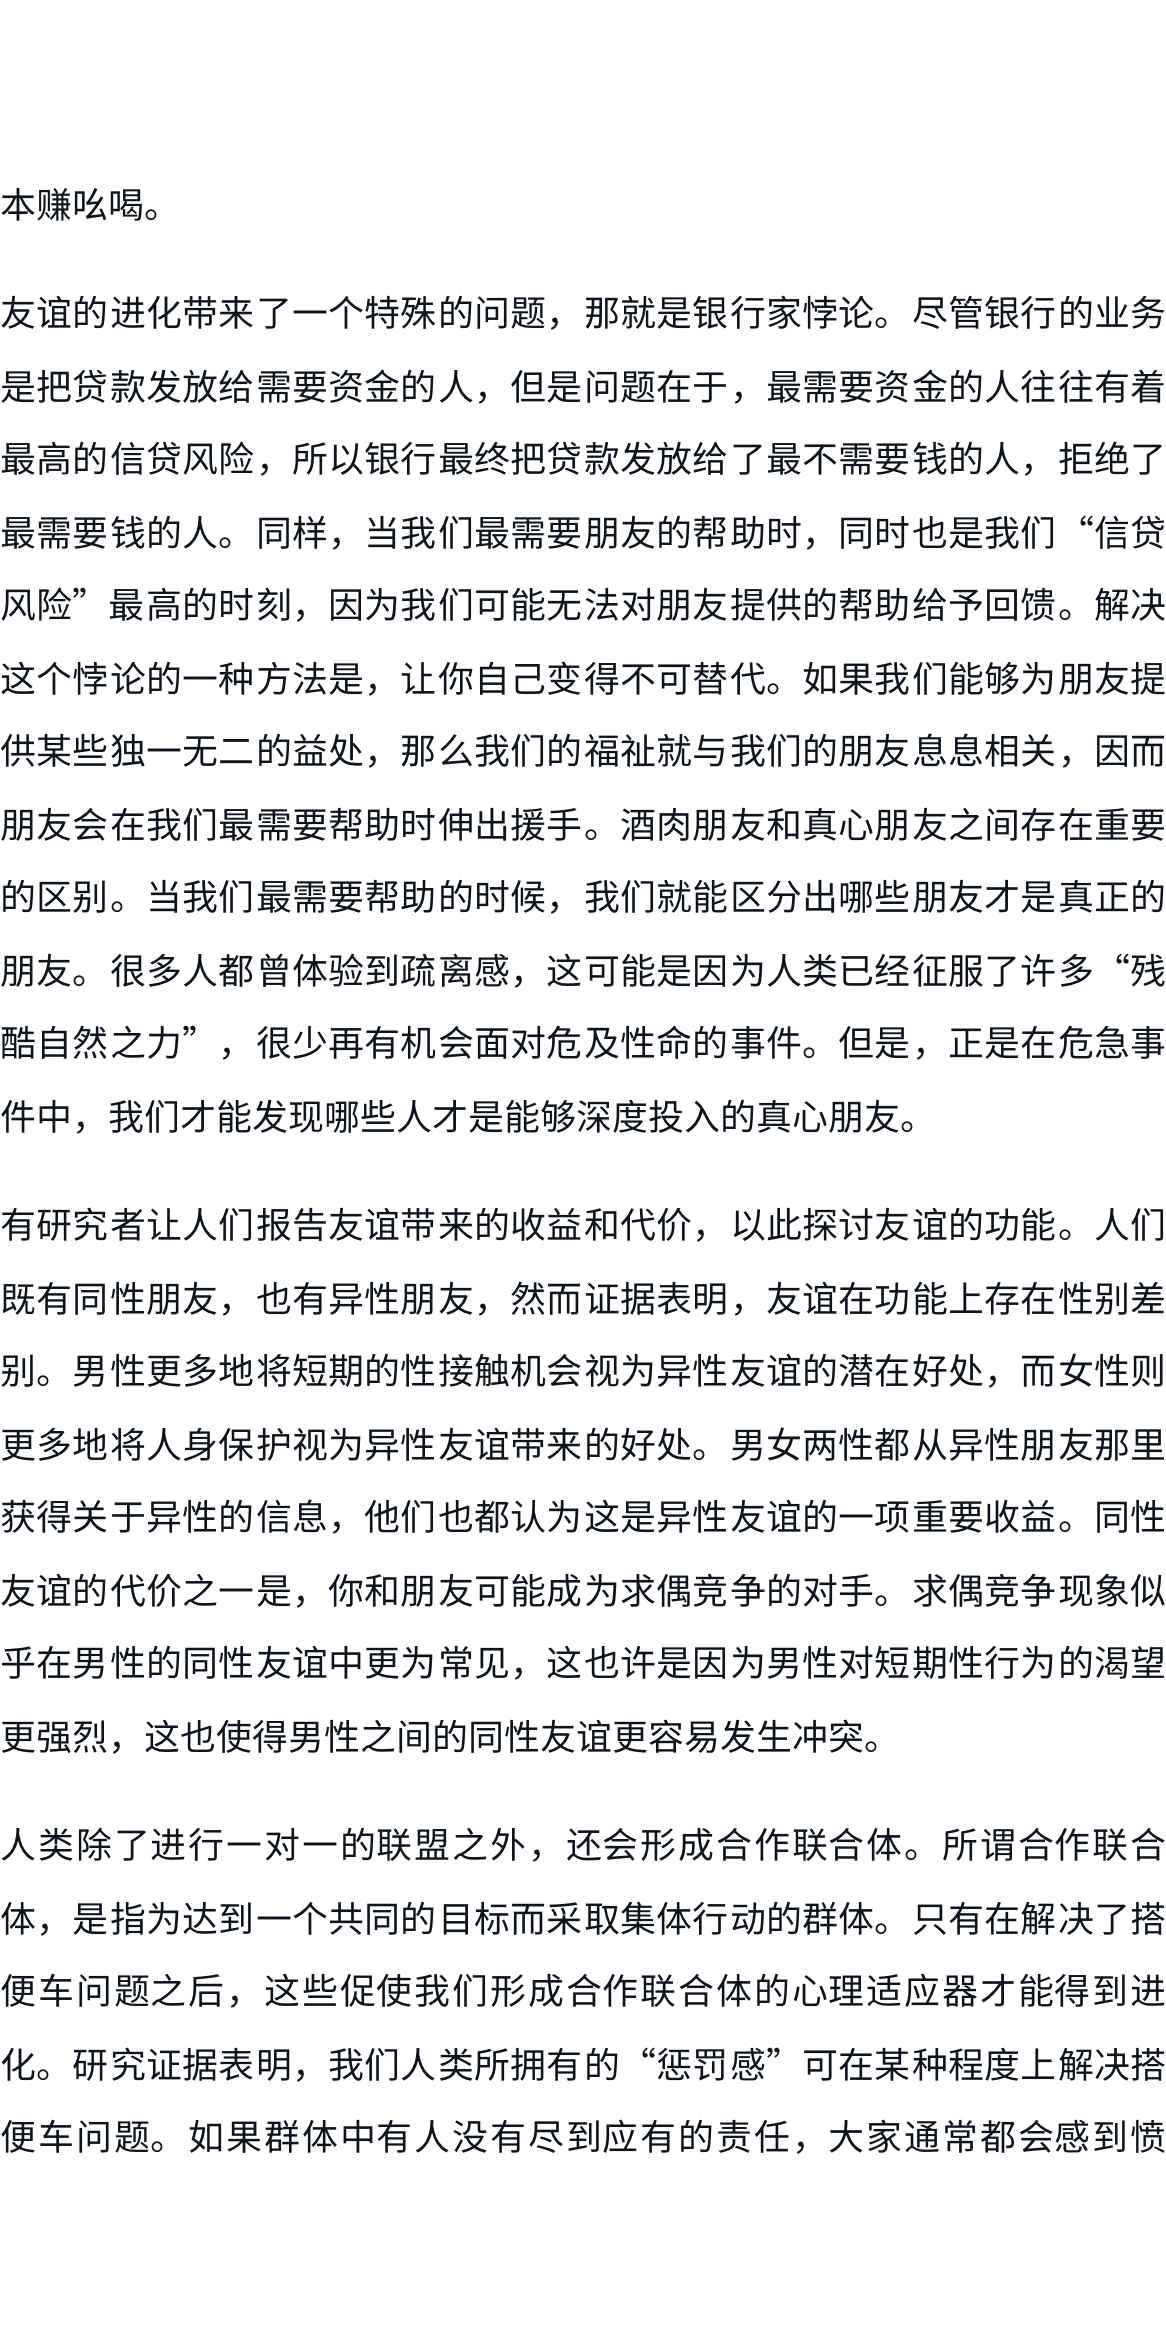 本赚吆喝。
友谊的进化带来了一个特殊的问题，那就是银行家悖论。尽管银行的业务
是把贷款发放给需要资金的人，但是问题在于，最需要资金的人往往有着
最高的信贷风险，所以银行最终把贷款发放给了最不需要钱的人，拒绝了
最需要钱的人。同样，当我们最需要朋友的帮助时，同时也是我们“信贷
风险”最高的时刻，因为我们可能无法对朋友提供的帮助给予回馈。解决
这个悖论的一种方法是，让你自己变得不可替代。如果我们能够为朋友提
供某些独一无二的益处，那么我们的福祉就与我们的朋友息息相关，因而
朋友会在我们最需要帮助时伸出援手。酒肉朋友和真心朋友之间存在重要
的区别。当我们最需要帮助的时候，我们就能区分出哪些朋友才是真正的
朋友。很多人都曾体验到疏离感，这可能是因为人类已经征服了许多“残
酷自然之力”，很少再有机会面对危及性命的事件。但是，正是在危急事
件中，我们才能发现哪些人才是能够深度投入的真心朋友。
有研究者让人们报告友谊带来的收益和代价，以此探讨友谊的功能。人们
既有同性朋友，也有异性朋友，然而证据表明，友谊在功能上存在性别差
别。男性更多地将短期的性接触机会视为异性友谊的潜在好处，而女性则
更多地将人身保护视为异性友谊带来的好处。男女两性都从异性朋友那里
获得关于异性的信息，他们也都认为这是异性友谊的一项重要收益。同性
友谊的代价之一是，你和朋友可能成为求偶竞争的对手。求偶竞争现象似
乎在男性的同性友谊中更为常见，这也许是因为男性对短期性行为的渴望
更强烈，这也使得男性之间的同性友谊更容易发生冲突。
人类除了进行一对一的联盟之外，还会形成合作联合体。所谓合作联合
体，是指为达到一个共同的目标而采取集体行动的群体。只有在解决了搭
便车问题之后，这些促使我们形成合作联合体的心理适应器才能得到进
化。研究证据表明，我们人类所拥有的“惩罚感”可在某种程度上解决搭
便车问题。如果群体中有人没有尽到应有的责任，大家通常都会感到愤